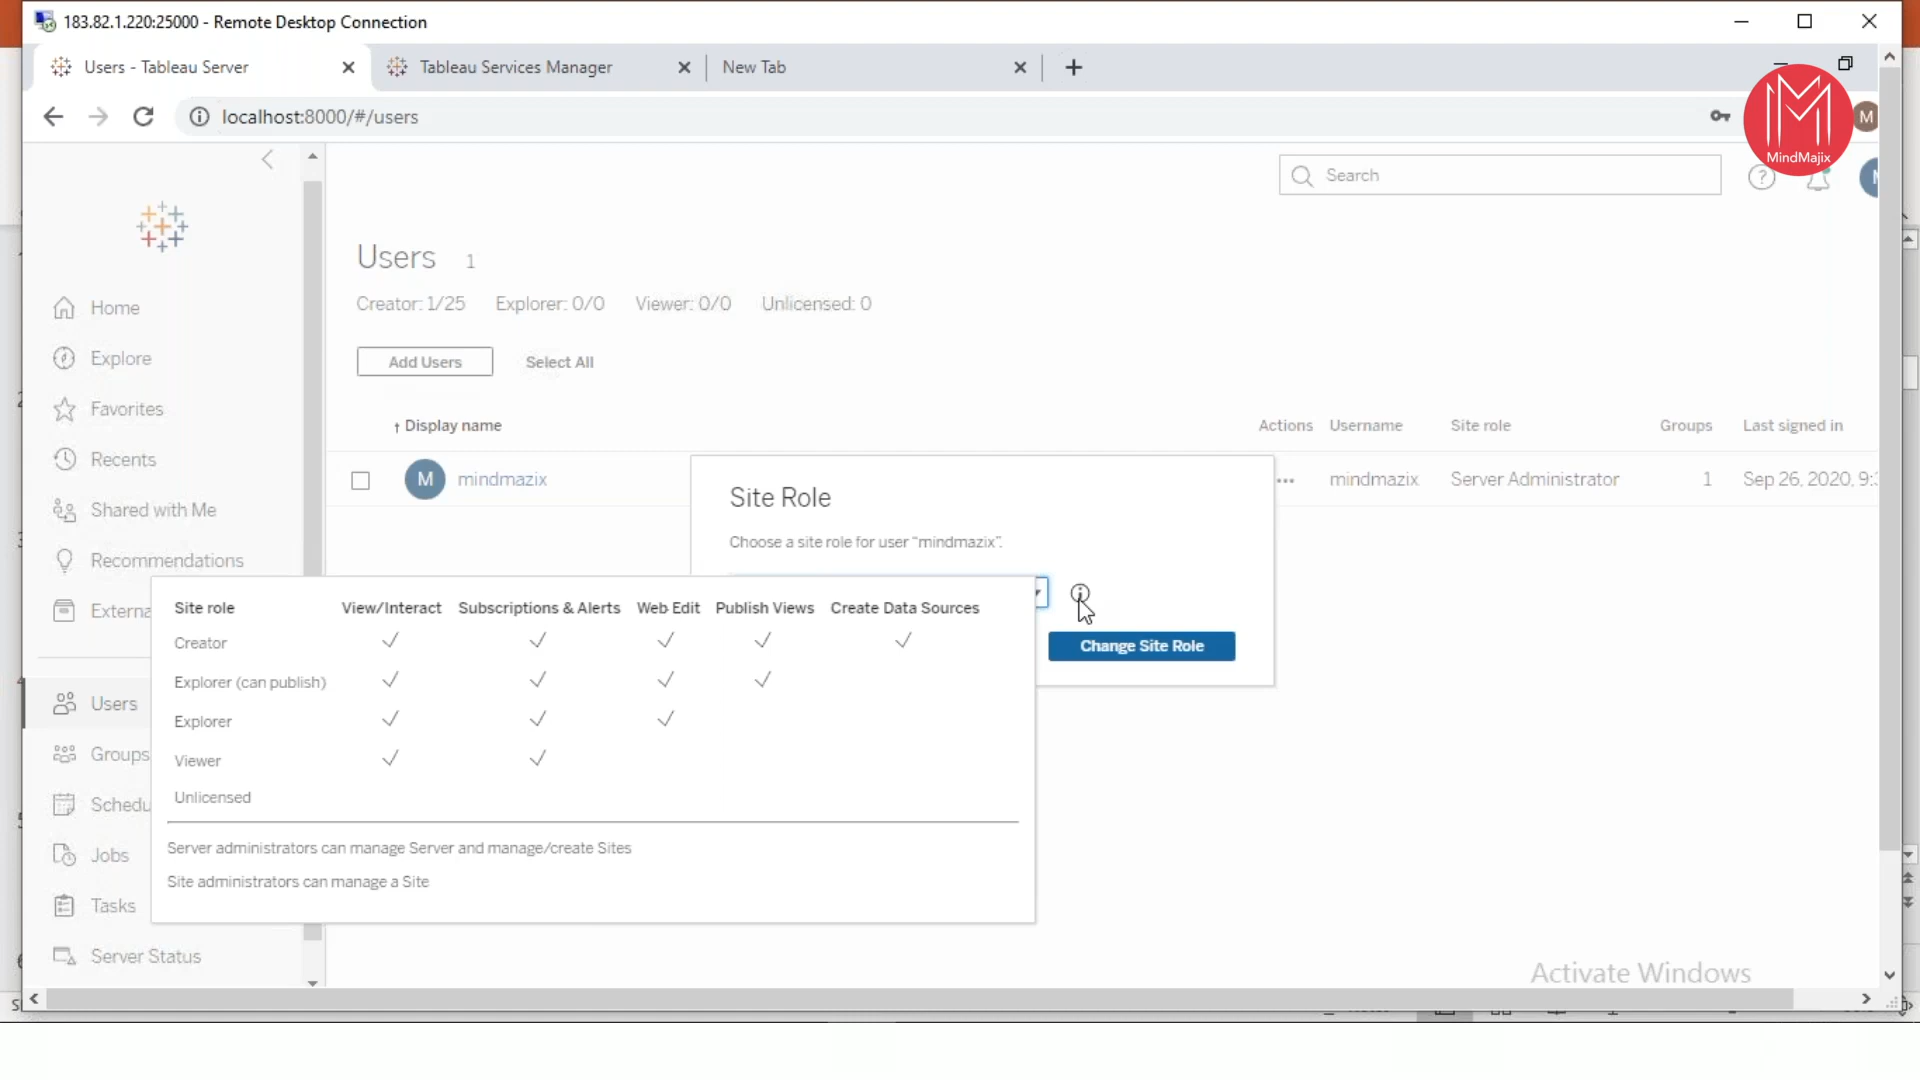 183.82.1.220:25000 - Remote Desktop Connection
Users - Tableau Server
Tableau Services Manager
New Tab
localhost:8000/#/users
M
MindMajix
Search
Users 1
Creator: 1/25 Explorer: 0/0 Viewer: 0/0 Unlicensed: 0
Add Users Select All
Home
Explore
Favorites
Recents
Shared with Me
Recommendations
Externa
Users
Groups
Schedu
Jobs
Tasks
Server Status
↑ Display name Actions Username Site role Groups Last signed in
M mindmazix ··· mindmazix Server Administrator 1 Sep 26, 2020, 9:
Site Role
Choose a site role for user "mindmazix".
Change Site Role
Site role View/Interact Subscriptions & Alerts Web Edit Publish Views Create Data Sources
Creator ✓ ✓ ✓ ✓ ✓
Explorer (can publish) ✓ ✓ ✓ ✓
Explorer ✓ ✓ ✓
Viewer ✓ ✓
Unlicensed
Server administrators can manage Server and manage/create Sites
Site administrators can manage a Site
Activate Windows